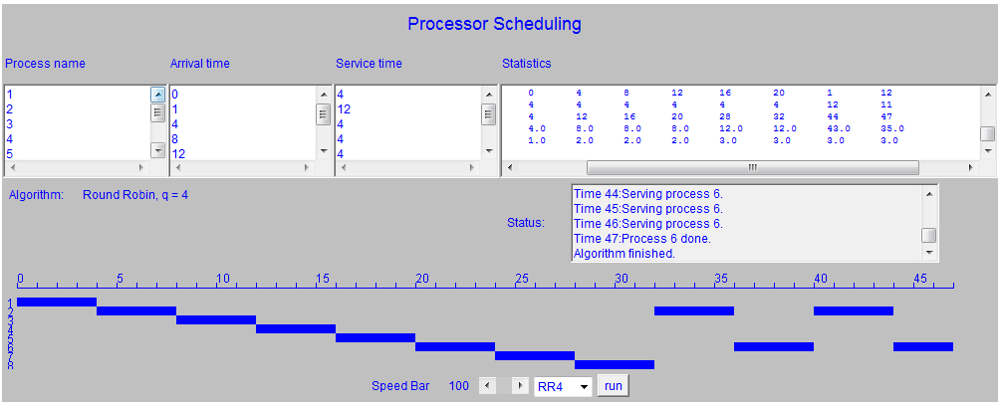 Processor Scheduling
Process name Arrival time Service time Statistics
1 0 4 0 4 8 12 16 20 1 12
2 1 12 4 4 4 4 4 4 12 11
3 4 4 4 12 16 20 28 32 44 47
4 8 4 4.0 8.0 8.0 8.0 12.0 12.0 43.0 35.0
5 12 4 1.0 2.0 2.0 2.0 3.0 3.0 3.0 3.0
Algorithm: Round Robin, q = 4
Status:
Time 44:Serving process 6.
Time 45:Serving process 6.
Time 46:Serving process 6.
Time 47:Process 6 done.
Algorithm finished.
0 5 10 15 20 25 30 35 40 45
1
2
3
4
5
6
7
8
Speed Bar 100 RR4 run